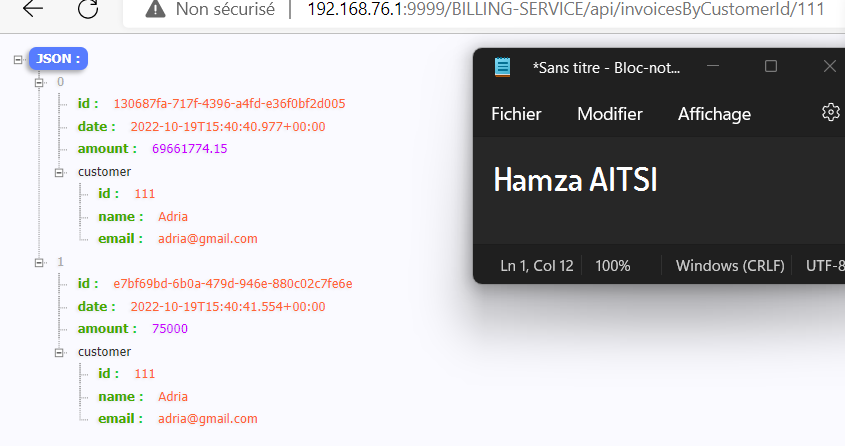 Non sécurisé 192.168.76.1:9999/BILLING-SERVICE/api/invoicesByCustomerId/111
JSON :
0
id : 130687fa-717f-4396-a4fd-e36f0bf2d005
date : 2022-10-19T15:40:40.977+00:00
amount : 69661774.15
customer
id : 111
name : Adria
email : adria@gmail.com
1
id : e7bf69bd-6b0a-479d-946e-880c02c7fe6e
date : 2022-10-19T15:40:41.554+00:00
amount : 75000
customer
id : 111
name : Adria
email : adria@gmail.com
*Sans titre - Bloc-not...
Fichier Modifier Affichage
Hamza AITSI
Ln 1, Col 12 100% Windows (CRLF) UTF-8